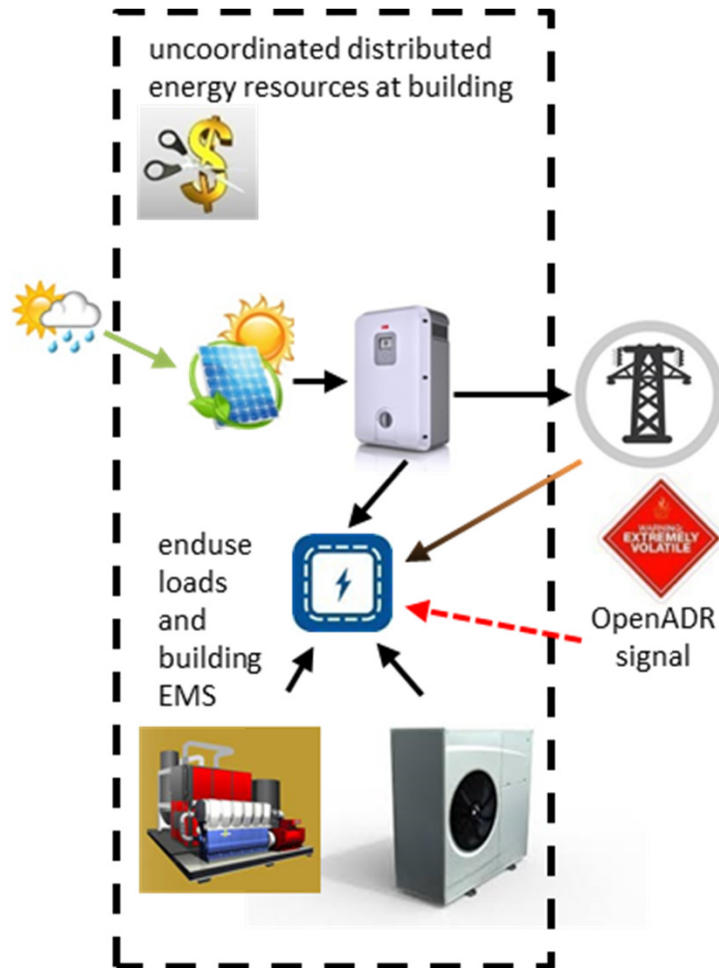 uncoordinated distributed
energy resources at building
enduse
loads
and
building
EMS
WARNING:
EXTREMELY
VOLATILE
OpenADR
signal